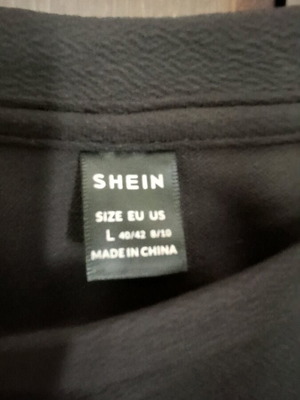 SHEIN
SIZE EU US
L 40/42 8/10
MADE IN CHINA